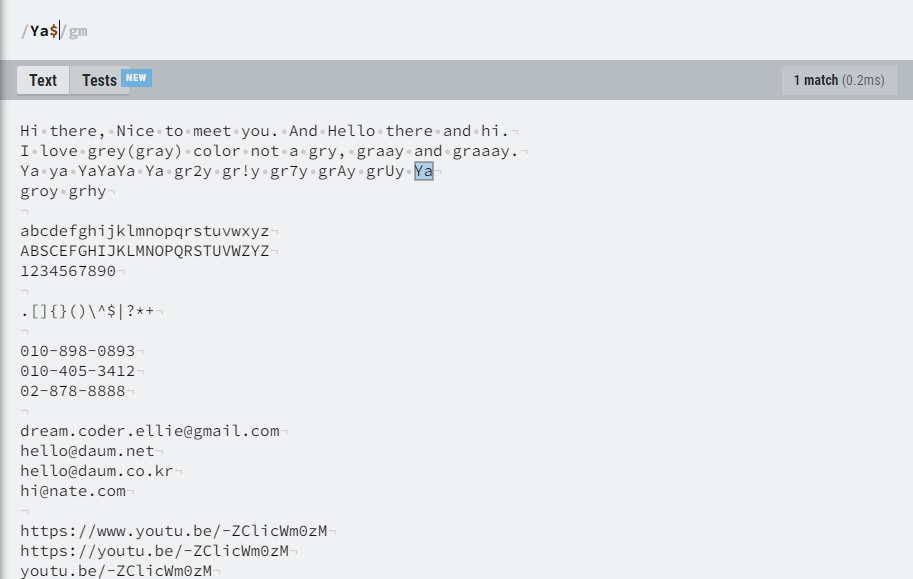 /Ya$/gm
Text Tests NEW 1 match (0.2ms)
Hi there, Nice to meet you. And Hello there and hi.
I love grey(gray) color not a gry, graay and graaay.
Ya ya YaYaYa Ya gr2y gr!y gr7y grAy grUy Ya
groy grhy
abcdefghijklmnopqrstuvwxyz
ABSCEFGHIJKLMNOPQRSTUVWZYZ
1234567890
.[]{}()\^$|?*+
010-898-0893
010-405-3412
02-878-8888
dream.coder.ellie@gmail.com
hello@daum.net
hello@daum.co.kr
hi@nate.com
https://www.youtu.be/-ZClicWm0zM
https://youtu.be/-ZClicWm0zM
youtu.be/-ZClicWm0zM